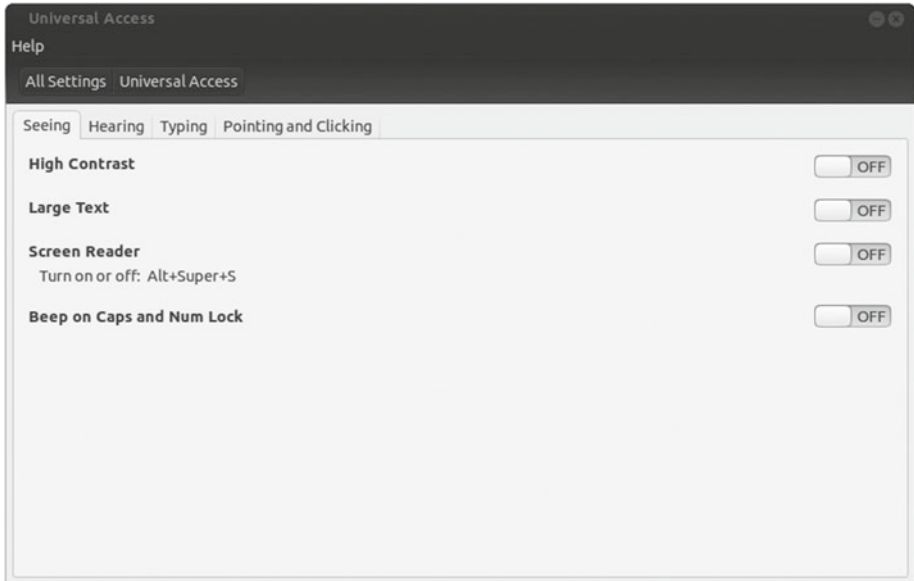 Universal Access
Help
All Settings Universal Access
Seeing Hearing Typing Pointing and Clicking
High Contrast OFF
Large Text OFF
Screen Reader OFF
Turn on or off: Alt+Super+S
Beep on Caps and Num Lock OFF